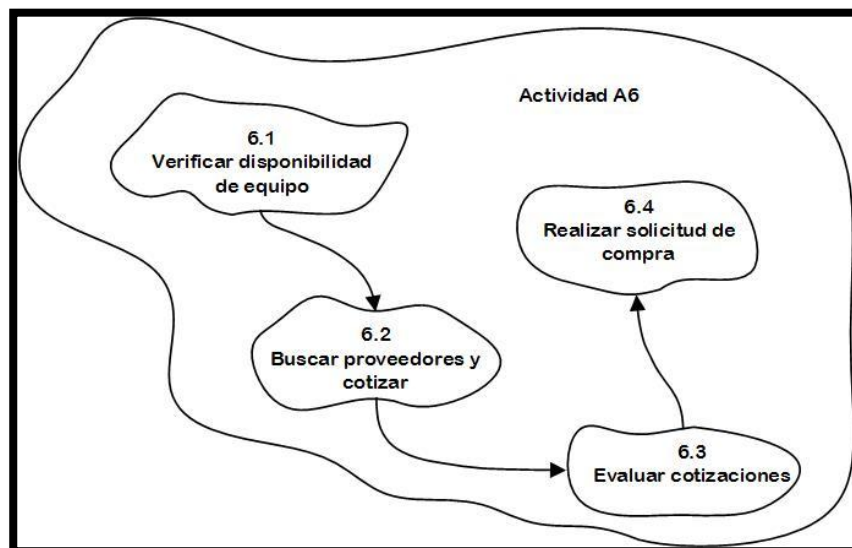 Actividad A6
6.1
Verificar disponibilidad
de equipo
6.4
Realizar solicitud de
compra
6.2
Buscar proveedores y
cotizar
6.3
Evaluar cotizaciones